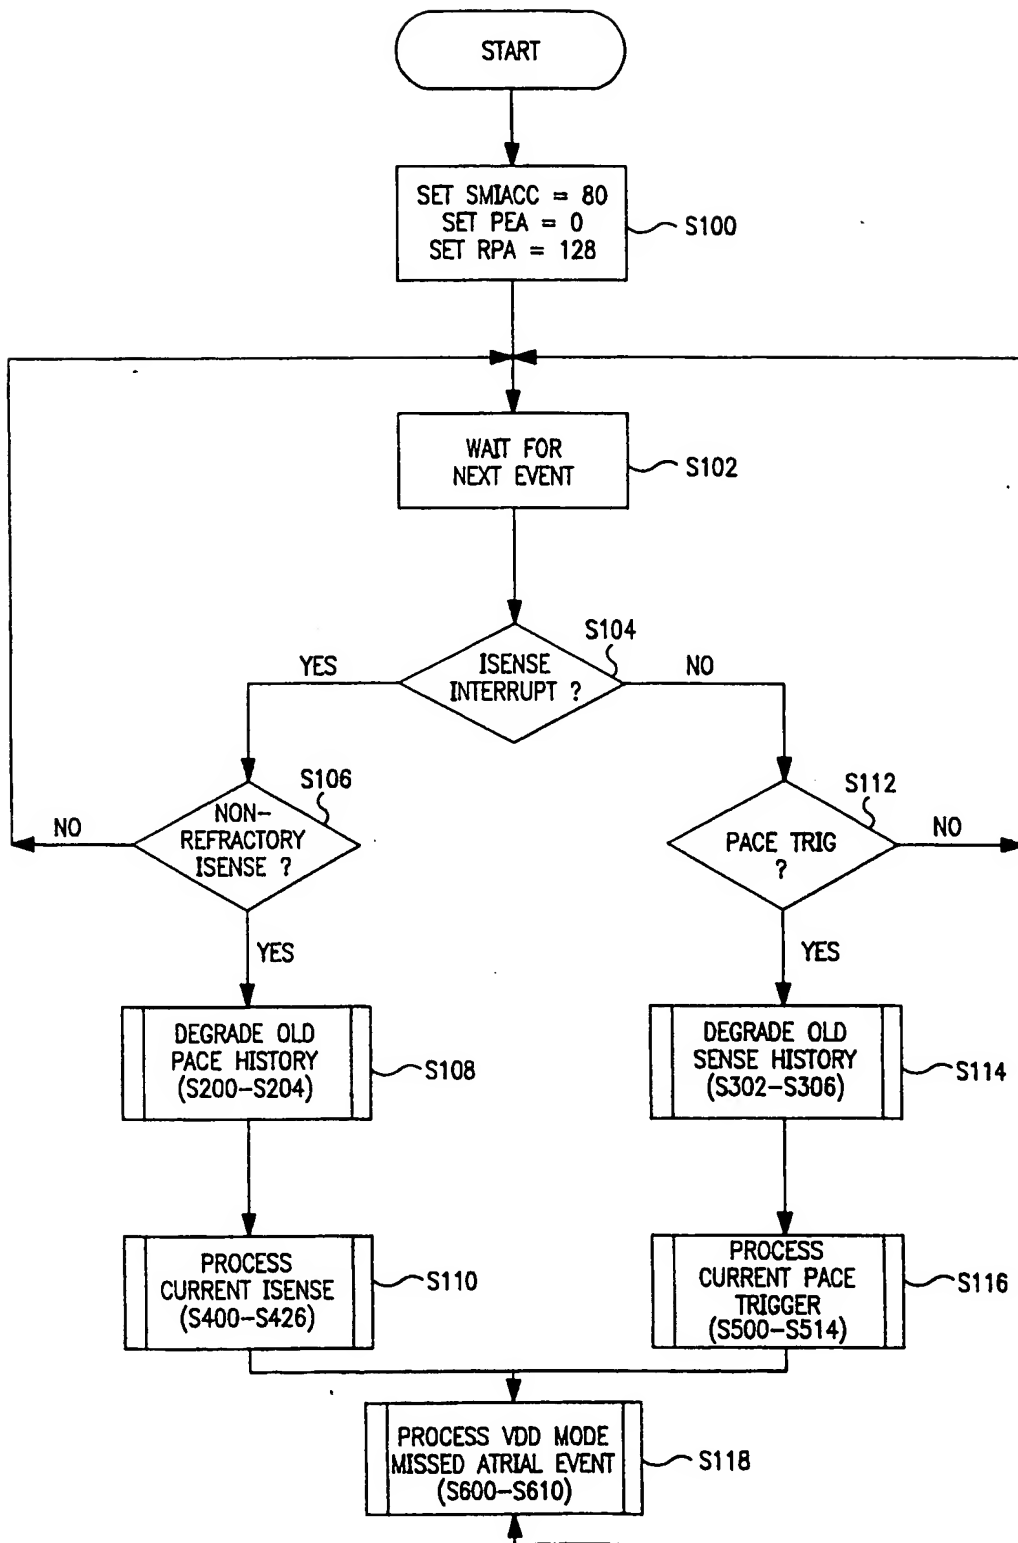 START
SET SMIACC = 80
SET PEA = 0
SET RPA = 128
S100
WAIT FOR
NEXT EVENT
S102
S104
YES
ISENSE
INTERRUPT ?
NO
S106
NON-
REFRACTORY
ISENSE ?
NO
S112
PACE TRIG
?
NO
YES
YES
DEGRADE OLD
PACE HISTORY
(S200-S204)
S108
DEGRADE OLD
SENSE HISTORY
(S302-S306)
S114
PROCESS
CURRENT ISENSE
(S400-S426)
S110
PROCESS
CURRENT PACE
TRIGGER
(S500-S514)
S116
PROCESS VDD MODE
MISSED ATRIAL EVENT
(S600-S610)
S118